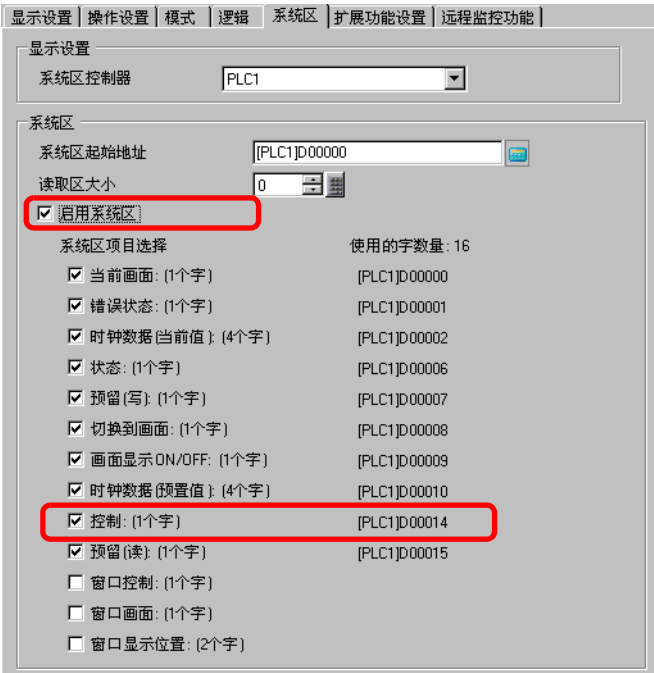 显示设置 操作设置 模式 逻辑 系统区 扩展功能设置 远程监控功能
显示设置
系统区控制器 PLC1
系统区
系统区起始地址 [PLC1]D00000
读取区大小 0
启用系统区
系统区项目选择 使用的字数量: 16
当前画面: (1个字) [PLC1]D00000
错误状态: (1个字) [PLC1]D00001
时钟数据(当前值): (4个字) [PLC1]D00002
状态: (1个字) [PLC1]D00006
预留(写): (1个字) [PLC1]D00007
切换到画面: (1个字) [PLC1]D00008
画面显示ON/OFF: (1个字) [PLC1]D00009
时钟数据(预置值): (4个字) [PLC1]D00010
控制: (1个字) [PLC1]D00014
预留(读): (1个字) [PLC1]D00015
窗口控制: (1个字)
窗口画面: (1个字)
窗口显示位置: (2个字)